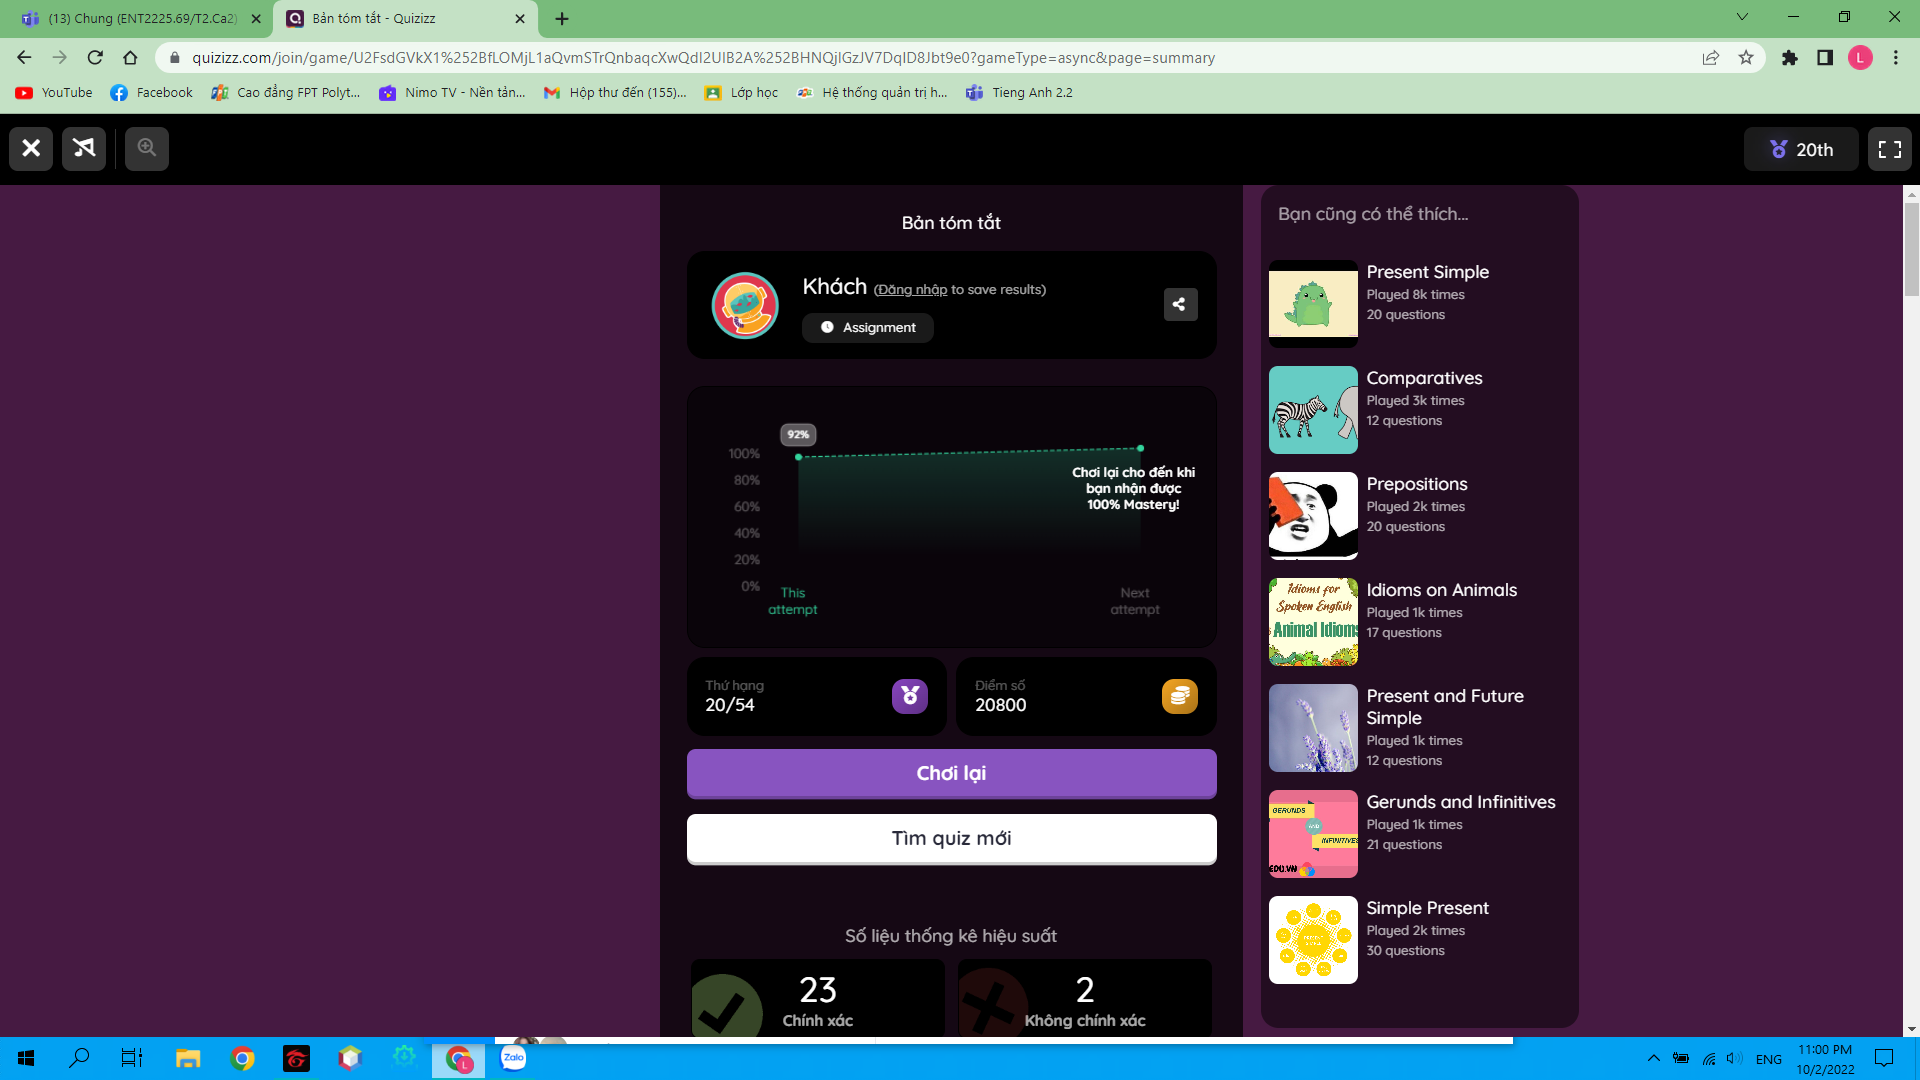 (13) Chung (ENT2225.69/T2.Ca2)
Bản tóm tắt - Quizizz
quizizz.com/join/game/U2FsdGVkX1%252BfLOMjL1aQvmSTrQnbaqcXwQdI2UIB2A%252BHNQjIGzJV7DqID8Jbt9e0?gameType=async&page=summary
L
YouTube
Facebook
Cao đẳng FPT Polyt...
Nimo TV - Nền tản...
Hộp thư đến (155)...
Lớp học
Hệ thống quản trị h...
Tieng Anh 2.2
20th
Bản tóm tắt
Khách (Đăng nhập to save results)
Assignment
92%
100%
80%
60%
40%
20%
0%
Chơi lại cho đến khi
bạn nhận được
100% Mastery!
This
attempt
Next
attempt
Thứ hạng
20/54
Điểm số
20800
Chơi lại
Tìm quiz mới
Số liệu thống kê hiệu suất
23
Chính xác
2
Không chính xác
Bạn cũng có thể thích...
Present Simple
Played 8k times
20 questions
Comparatives
Played 3k times
12 questions
Prepositions
Played 2k times
20 questions
Idioms for
Spoken English
Animal Idioms
Idioms on Animals
Played 1k times
17 questions
Present and Future
Simple
Played 1k times
12 questions
GERUNDS
AND
INFINITIVES
EDU.VN
Gerunds and Infinitives
Played 1k times
21 questions
Simple Present
Played 2k times
30 questions
L
Zalo
ENG
11:00 PM
10/2/2022